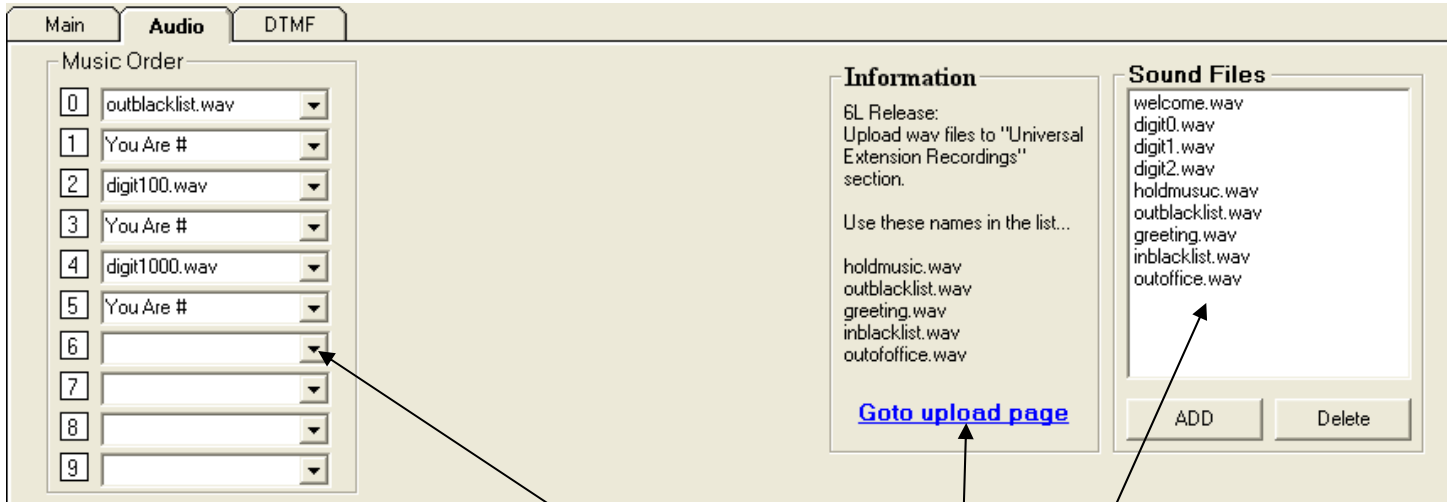 Main Audio DTMF
Music Order
0 outblacklist.wav
1 You Are #
2 digit100.wav
3 You Are #
4 digit1000.wav
5 You Are #
6
7
8
9
Information
6L Release:
Upload wav files to "Universal
Extension Recordings"
section.
Use these names in the list...
holdmusic.wav
outblacklist.wav
greeting.wav
inblacklist.wav
outofoffice.wav
Goto upload page
Sound Files
welcome.wav
digit0.wav
digit1.wav
digit2.wav
holdmusuc.wav
outblacklist.wav
greeting.wav
inblacklist.wav
outoffice.wav
ADD Delete